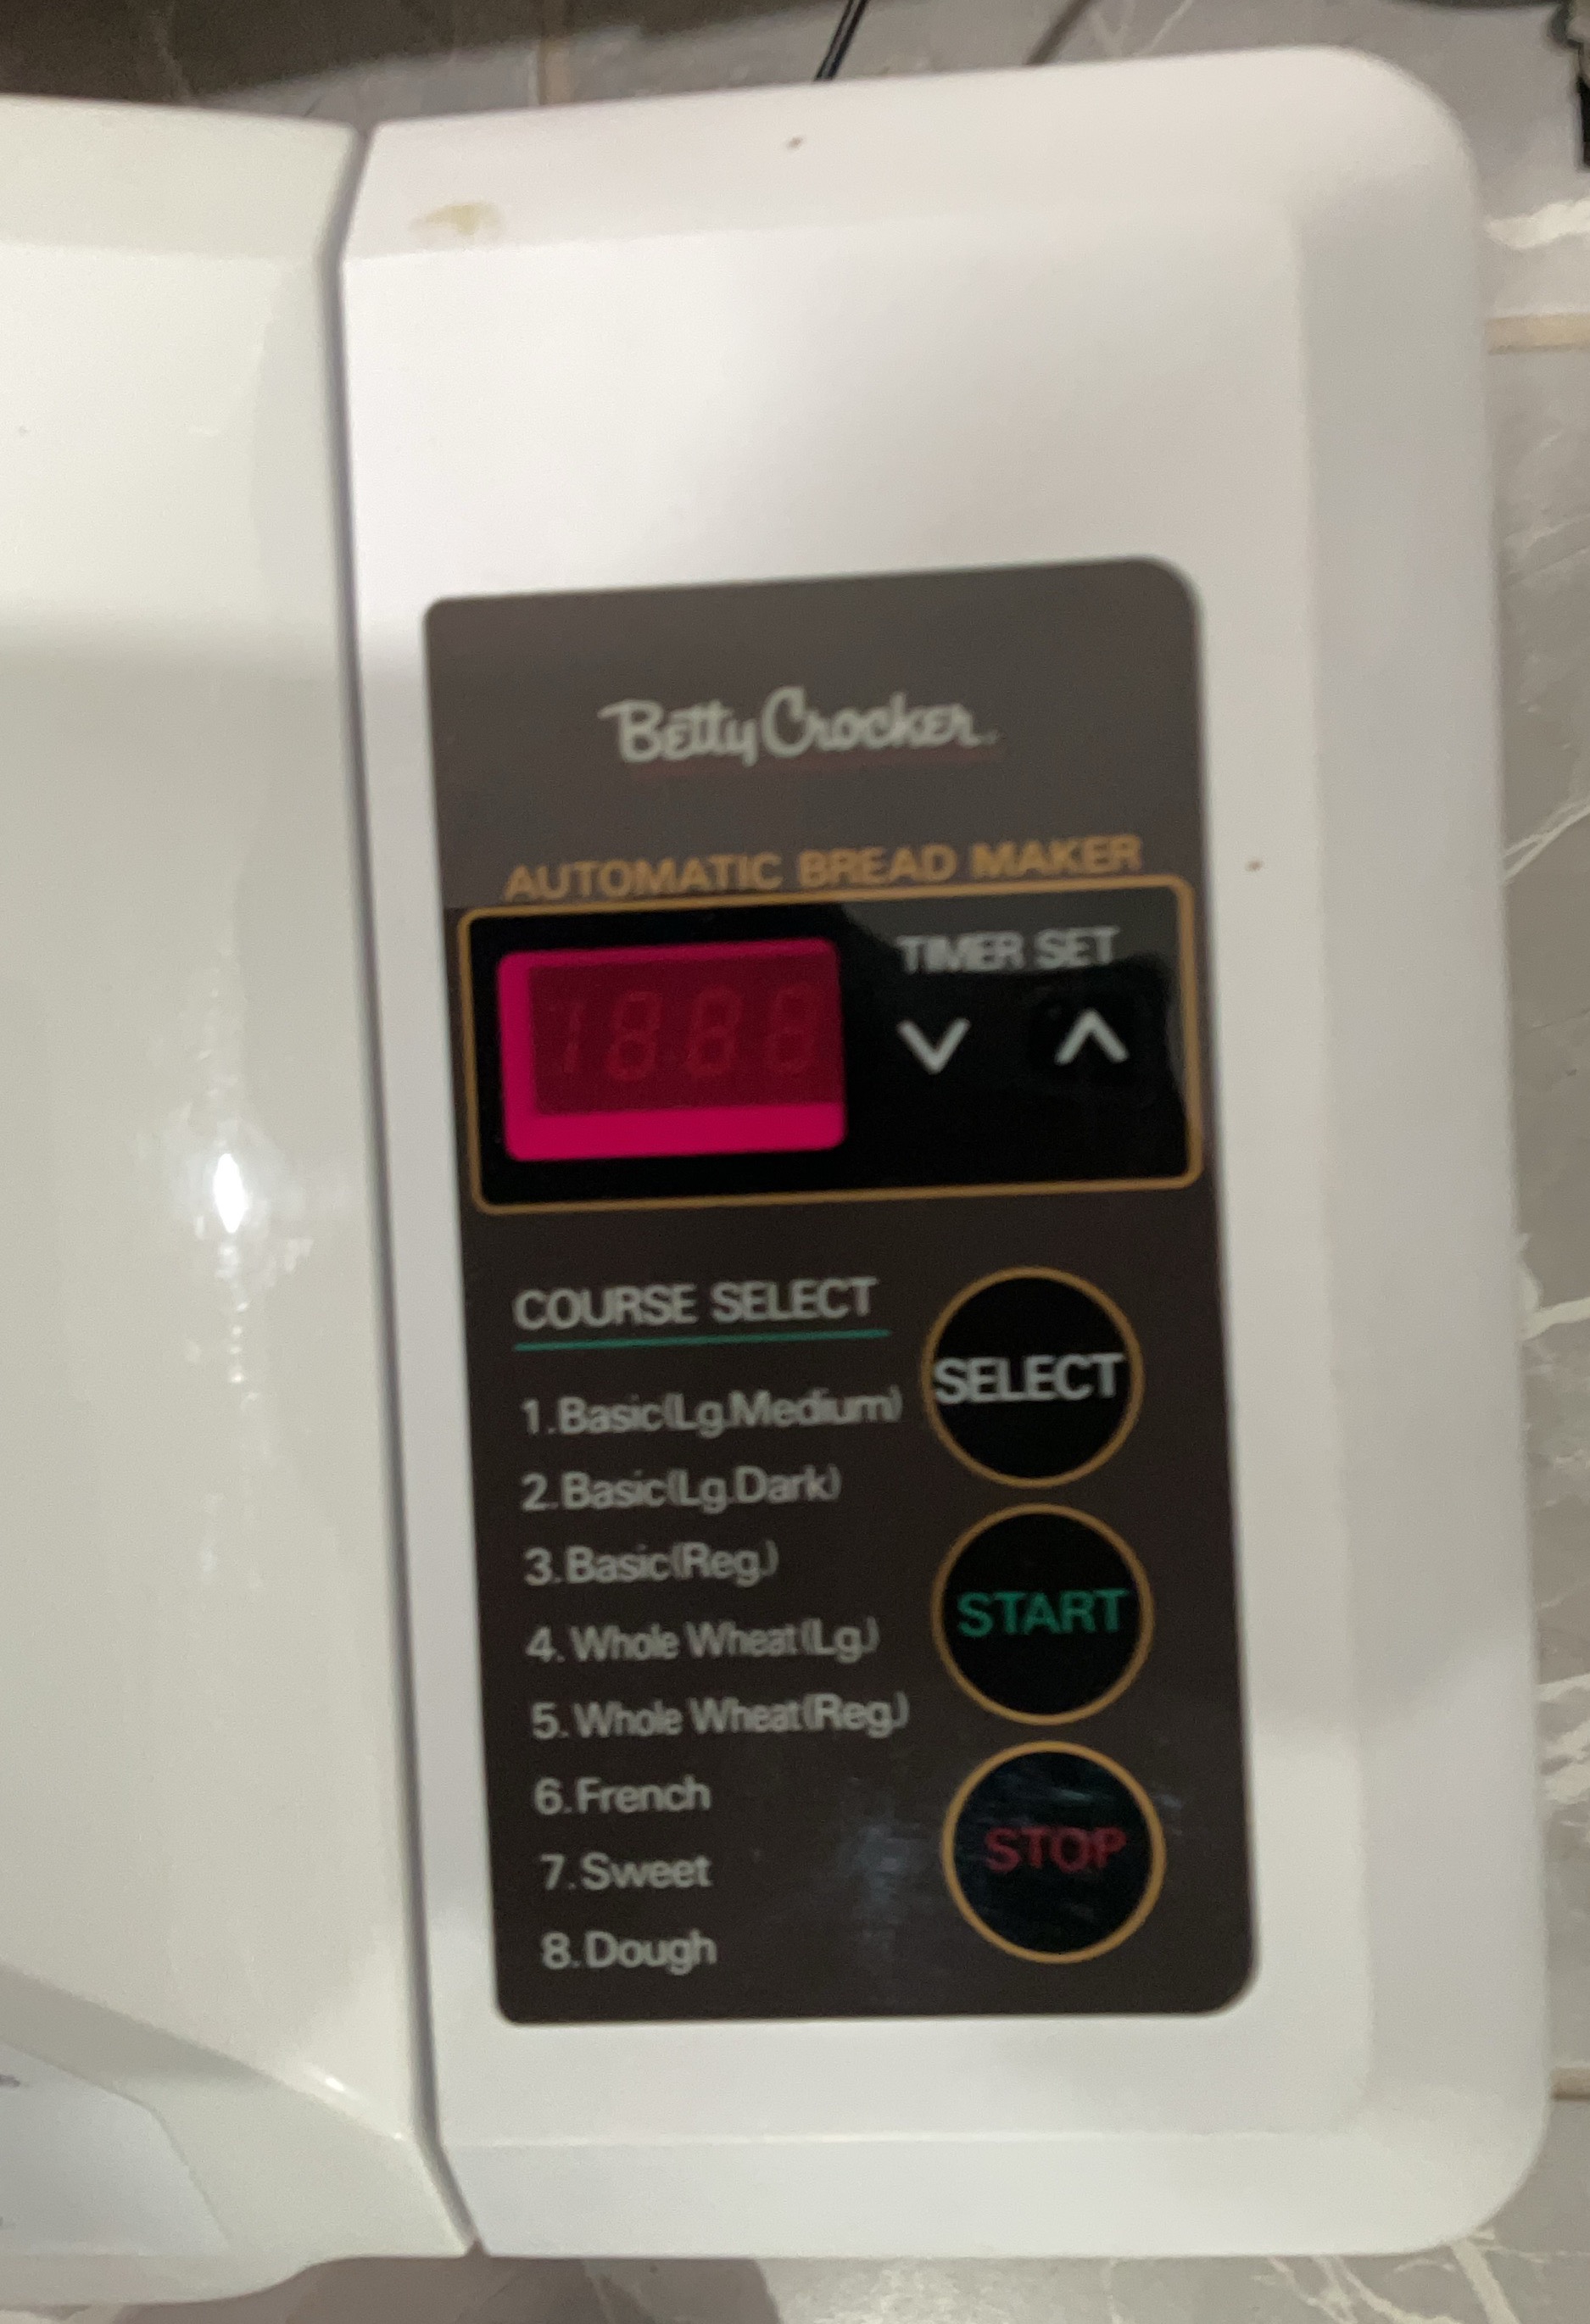 Betty Crocker
AUTOMATIC BREAD MAKER
TIMER SET
1888
COURSE SELECT
SELECT
1.Basic(Lg.Medium)
2.Basic(Lg.Dark)
3.Basic(Reg.)
START
4. Whole Wheat(Lg.)
5. Whole Wheat(Reg.)
6.French
STOP
7.Sweet
8.Dough